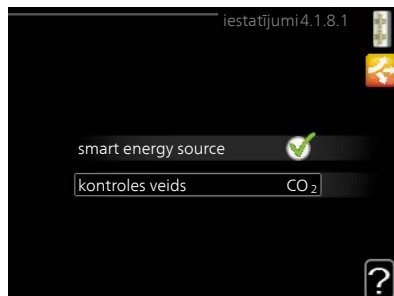 iestatījumi 4.1.8.1
smart energy source
kontroles veids CO₂
?